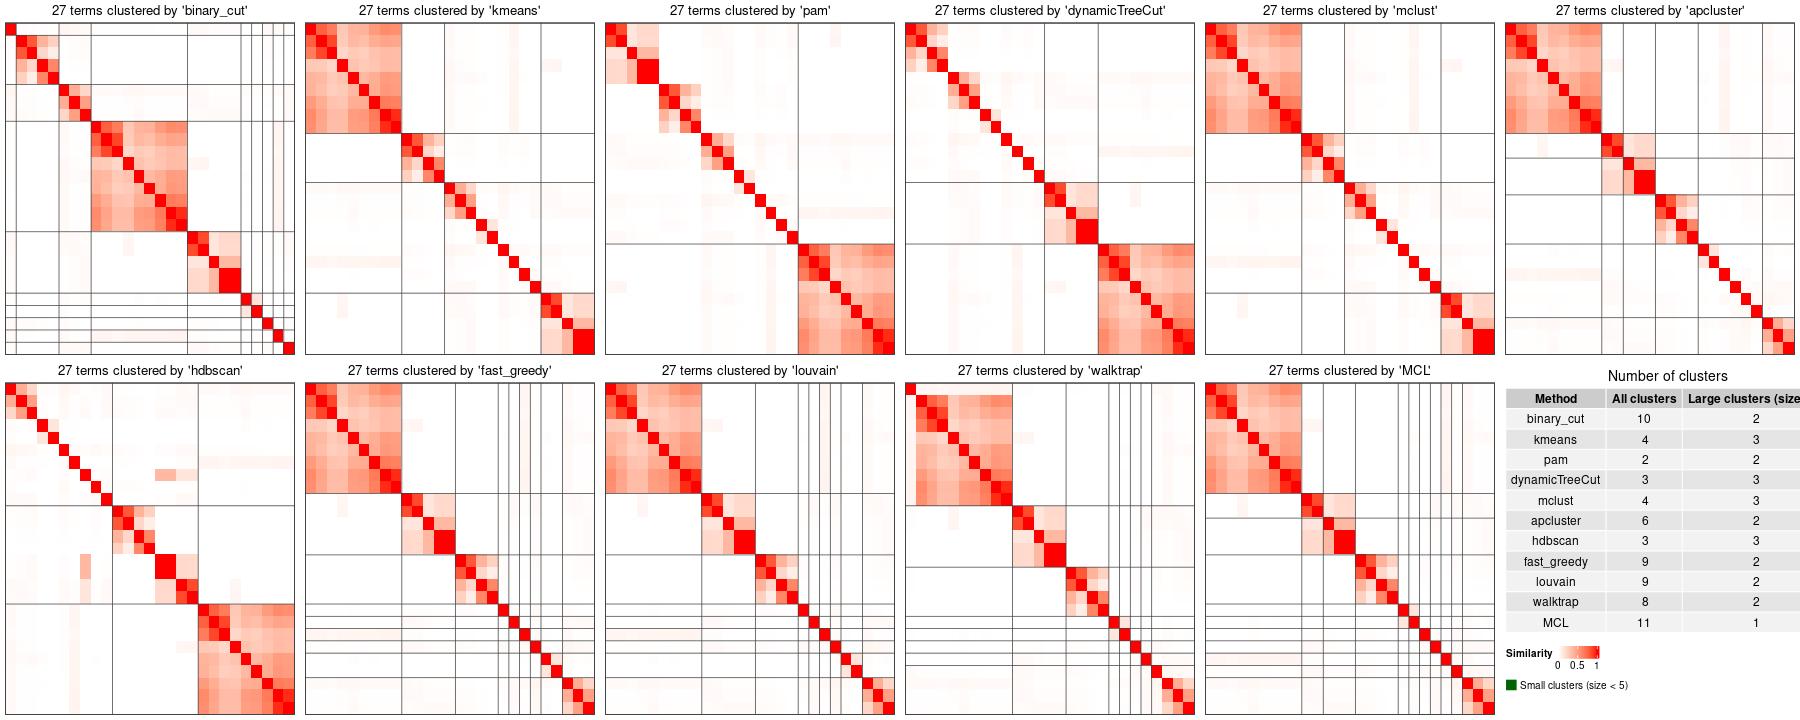 27 terms clustered by 'binary_cut'
27 terms clustered by 'kmeans'
27 terms clustered by 'pam'
27 terms clustered by 'dynamicTreeCut'
27 terms clustered by 'mclust'
27 terms clustered by 'apcluster'
27 terms clustered by 'hdbscan'
27 terms clustered by 'fast_greedy'
27 terms clustered by 'louvain'
27 terms clustered by 'walktrap'
27 terms clustered by 'MCL'
Number of clusters
Method All clusters Large clusters (size
binary_cut 10 2
kmeans 4 3
pam 2 2
dynamicTreeCut 3 3
mclust 4 3
apcluster 6 2
hdbscan 3 3
fast_greedy 9 2
louvain 9 2
walktrap 8 2
MCL 11 1
Similarity
0 0.5 1
Small clusters (size < 5)